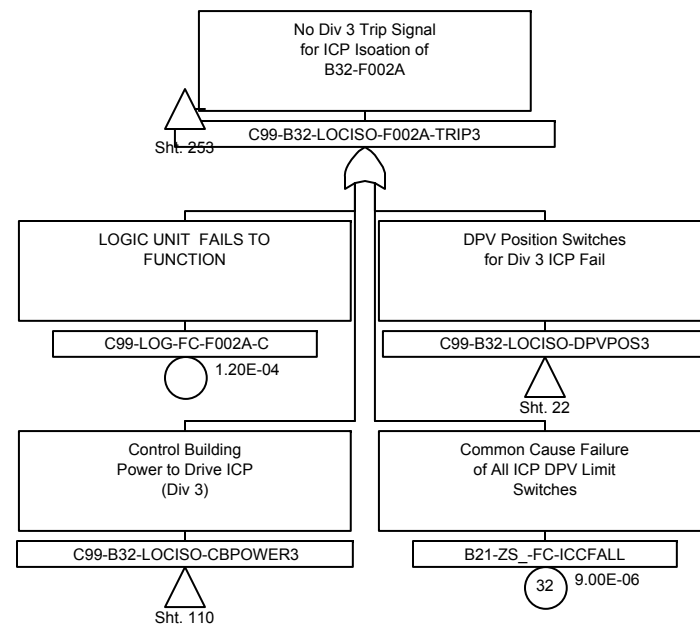 No Div 3 Trip Signal
for ICP Isoation of
B32-F002A
Sht. 253
C99-B32-LOCISO-F002A-TRIP3
LOGIC UNIT FAILS TO
FUNCTION
C99-LOG-FC-F002A-C
1.20E-04
DPV Position Switches
for Div 3 ICP Fail
C99-B32-LOCISO-DPVPOS3
Sht. 22
Control Building
Power to Drive ICP
(Div 3)
C99-B32-LOCISO-CBPOWER3
Sht. 110
Common Cause Failure
of All ICP DPV Limit
Switches
B21-ZS_-FC-ICCFALL
32
9.00E-06